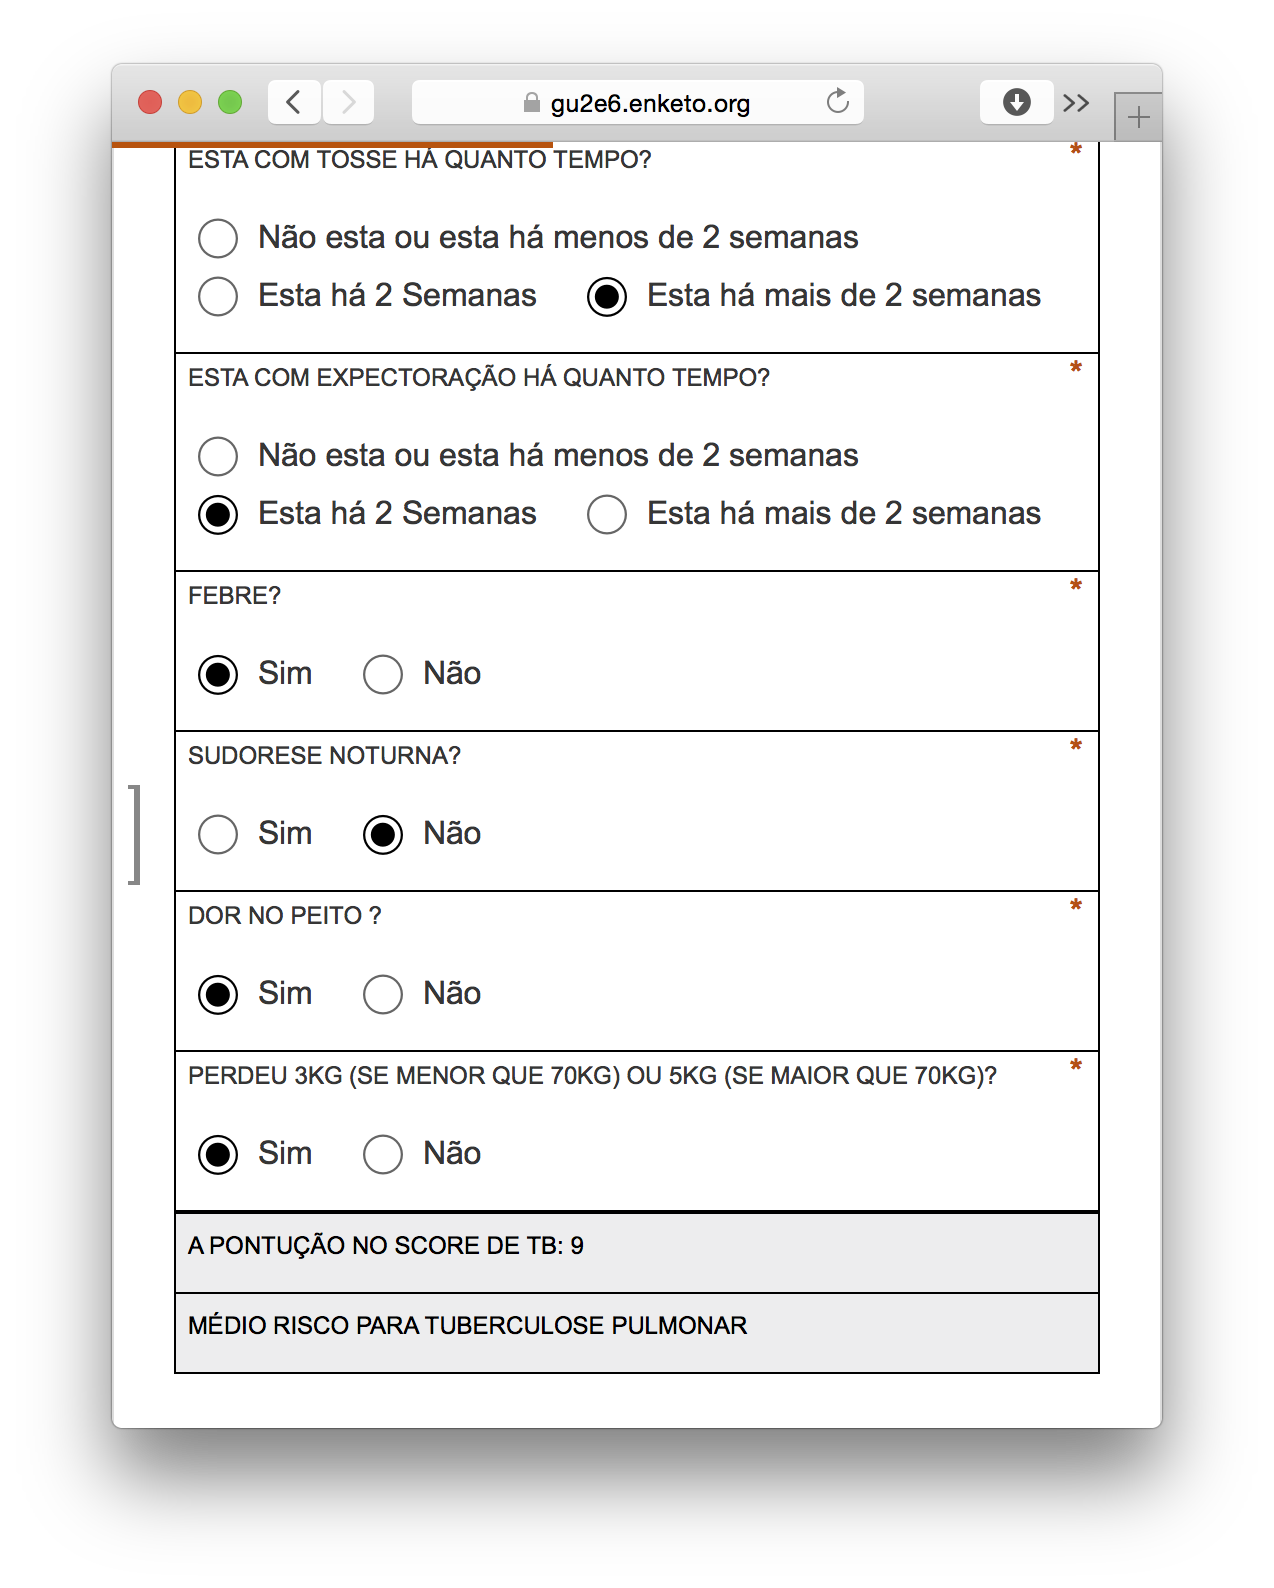 gu2e6.enketo.org
ESTA COM TOSSE HÁ QUANTO TEMPO? *
Não esta ou esta há menos de 2 semanas
Esta há 2 Semanas Esta há mais de 2 semanas
ESTA COM EXPECTORAÇÃO HÁ QUANTO TEMPO? *
Não esta ou esta há menos de 2 semanas
Esta há 2 Semanas Esta há mais de 2 semanas
FEBRE? *
Sim Não
SUDORESE NOTURNA? *
Sim Não
DOR NO PEITO ? *
Sim Não
PERDEU 3KG (SE MENOR QUE 70KG) OU 5KG (SE MAIOR QUE 70KG)? *
Sim Não
A PONTUÇÃO NO SCORE DE TB: 9
MÉDIO RISCO PARA TUBERCULOSE PULMONAR